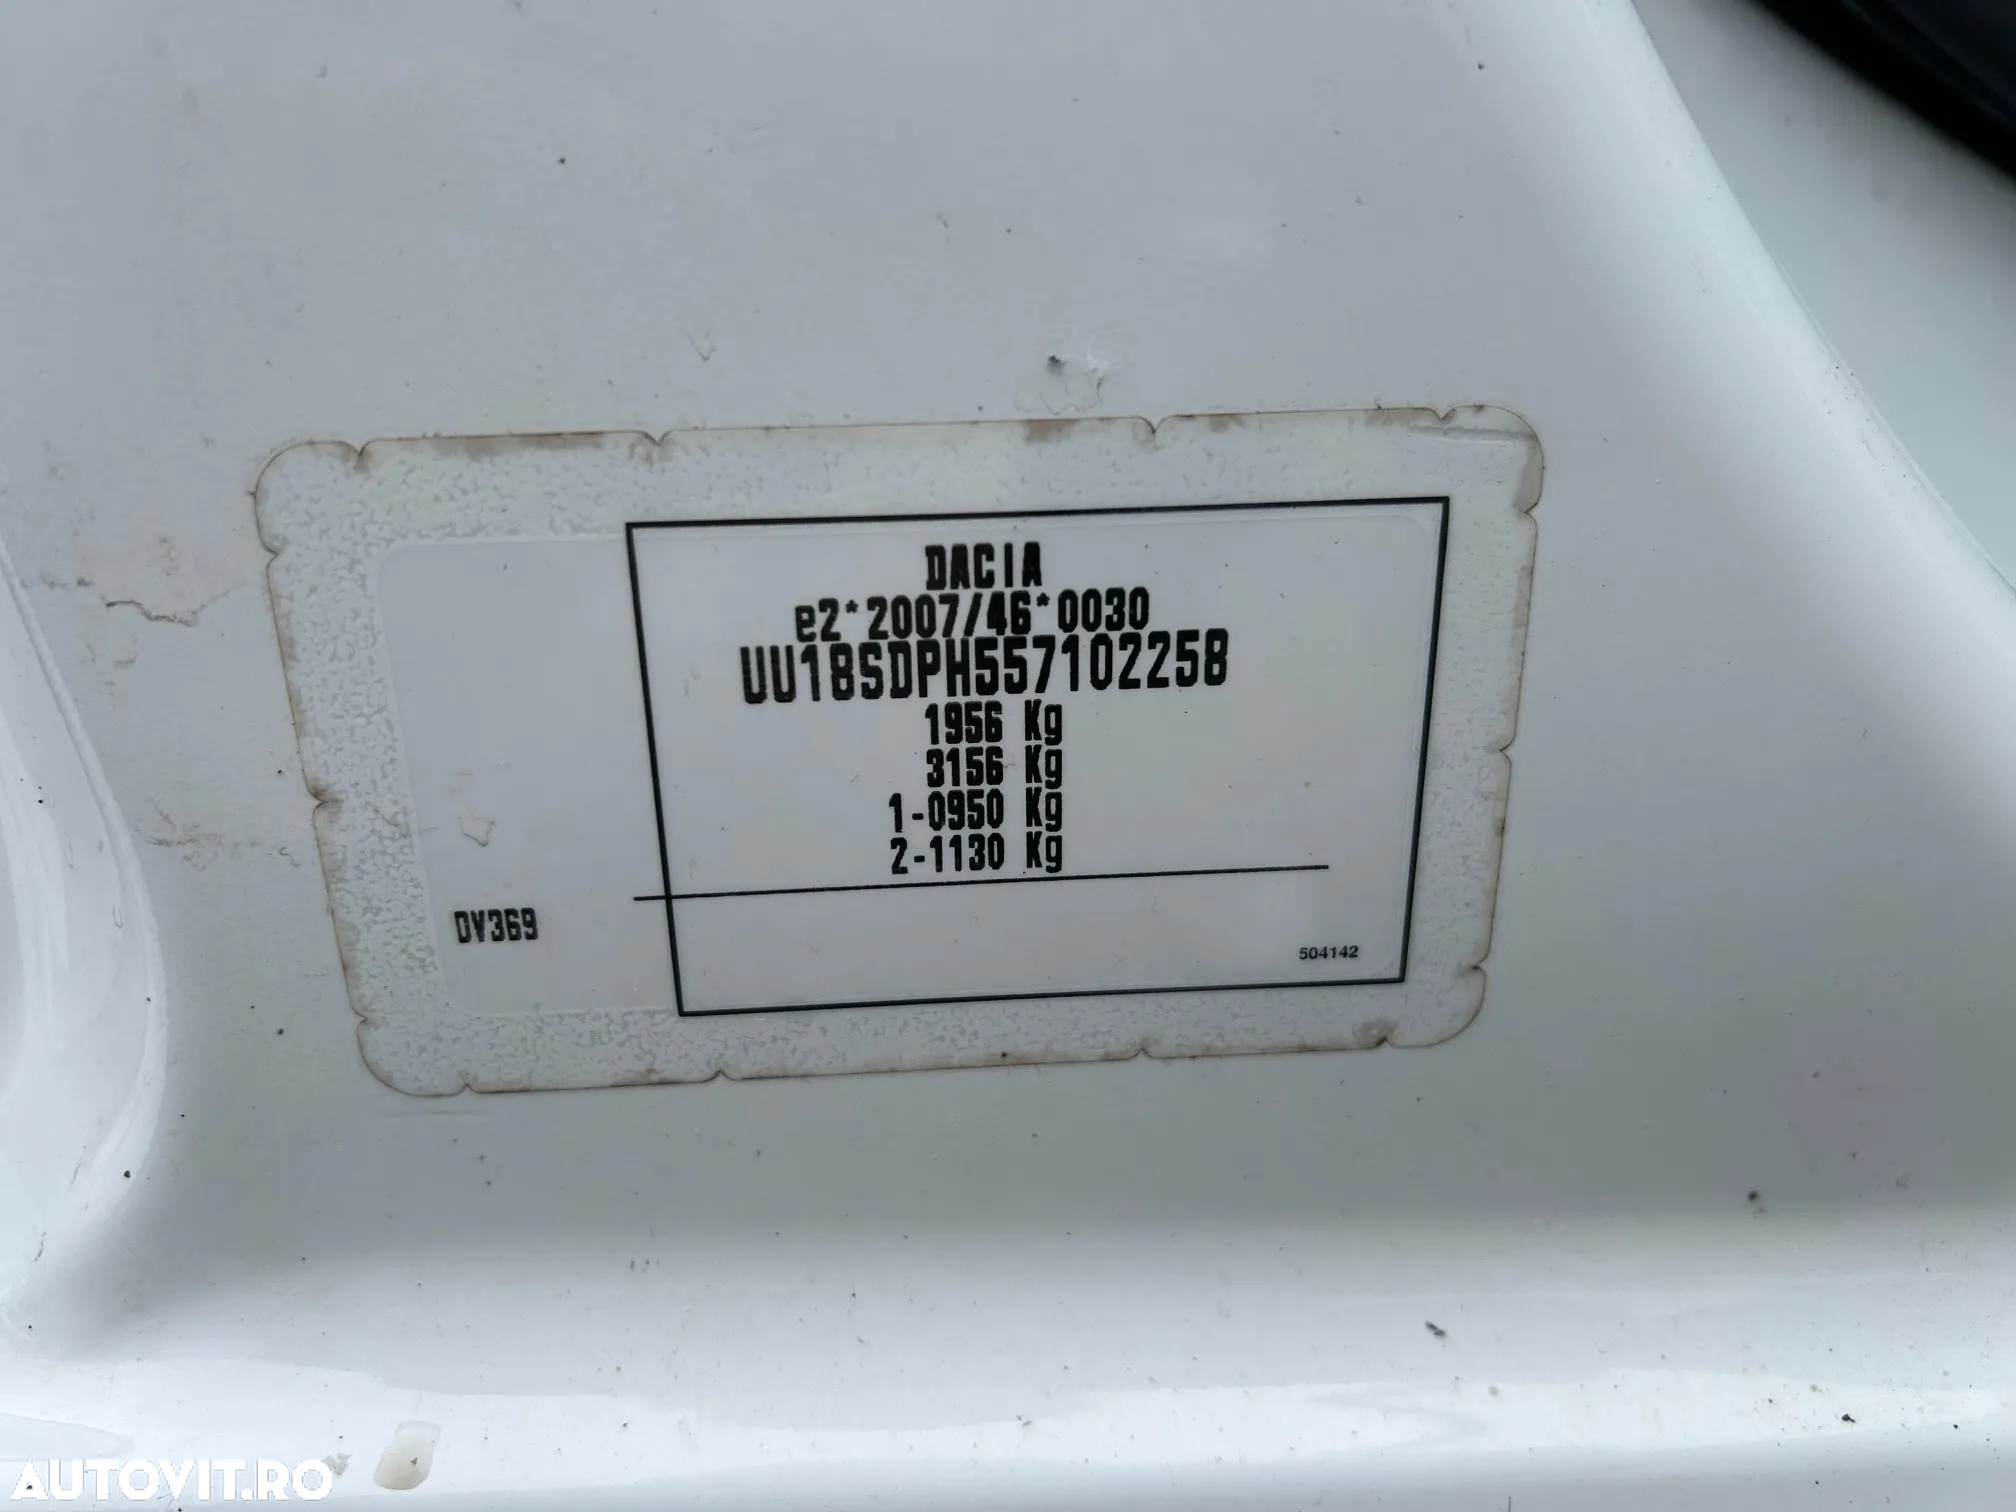 DACIA
e2*2007/46*0030
UU18SDPH557102258
1956 Kg
3156 Kg
1-0950 Kg
2-1130 Kg
DV369
504142
AUTOVIT.RO